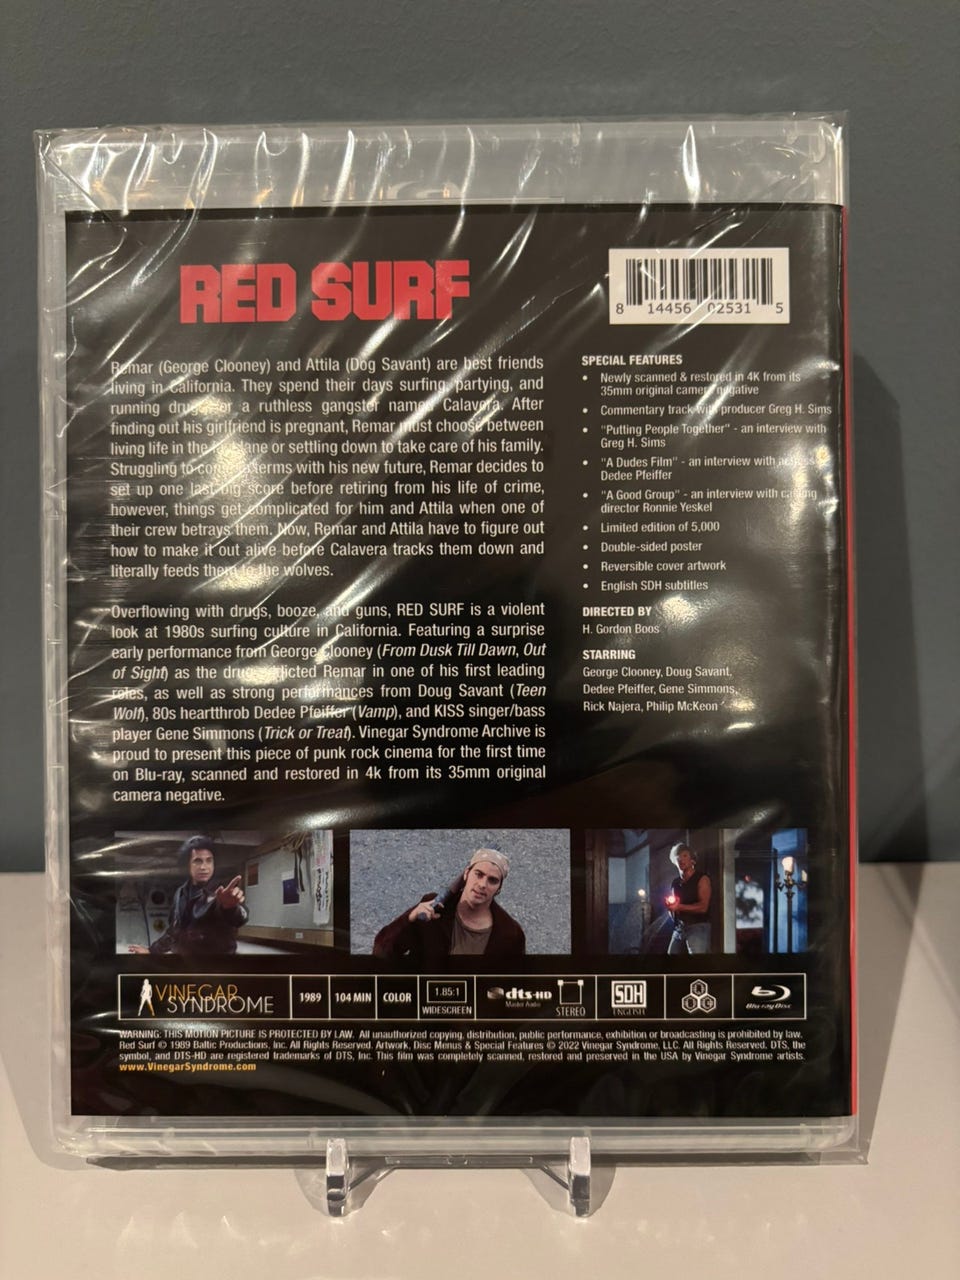 RED SURF
8 14456 02531 5
Remar (George Clooney) and Attila (Dog Savant) are best friends
living in California. They spend their days surfing, partying, and
running drugs for a ruthless gangster named Calavera. After
finding out his girlfriend is pregnant, Remar must choose between
living life in the fast lane or settling down to take care of his family.
Struggling to come to terms with his new future, Remar decides to
set up one last big score before retiring from his life of crime,
however, things get complicated for him and Attila when one of
their crew betrays them. Now, Remar and Attila have to figure out
how to make it out alive before Calavera tracks them down and
literally feeds them to the wolves.
Overflowing with drugs, booze, and guns, RED SURF is a violent
look at 1980s surfing culture in California. Featuring a surprise
early performance from George Clooney (From Dusk Till Dawn, Out
of Sight) as the drug addicted Remar in one of his first leading
roles, as well as strong performances from Doug Savant (Teen
Wolf), 80s heartthrob Dedee Pfeiffer (Vamp), and KISS singer/bass
player Gene Simmons (Trick or Treat). Vinegar Syndrome Archive is
proud to present this piece of punk rock cinema for the first time
on Blu-ray, scanned and restored in 4k from its 35mm original
camera negative.
SPECIAL FEATURES
• Newly scanned & restored in 4K from its
35mm original camera negative
• Commentary track with producer Greg H. Sims
• "Putting People Together" - an interview with
Greg H. Sims
• "A Dudes Film" - an interview with actress
Dedee Pfeiffer
• "A Good Group" - an interview with casting
director Ronnie Yeskel
• Limited edition of 5,000
• Double-sided poster
• Reversible cover artwork
• English SDH subtitles
DIRECTED BY
H. Gordon Boos
STARRING
George Clooney, Doug Savant,
Dedee Pfeiffer, Gene Simmons,
Rick Najera, Philip McKeon
VINEGAR
SYNDROME
1989
104 MIN
COLOR
1.85:1
WIDESCREEN
dts-HD
Master Audio
STEREO
SDH
ENGLISH
Blu-ray Disc
WARNING: THIS MOTION PICTURE IS PROTECTED BY LAW. All unauthorized copying, distribution, public performance, exhibition or broadcasting is prohibited by law.
Red Surf © 1989 Baltic Productions, Inc. All Rights Reserved. Artwork, Disc Menus & Special Features © 2022 Vinegar Syndrome, LLC. All Rights Reserved. DTS, the
symbol, and DTS-HD are registered trademarks of DTS, Inc. This film was completely scanned, restored and preserved in the USA by Vinegar Syndrome artists.
www.VinegarSyndrome.com